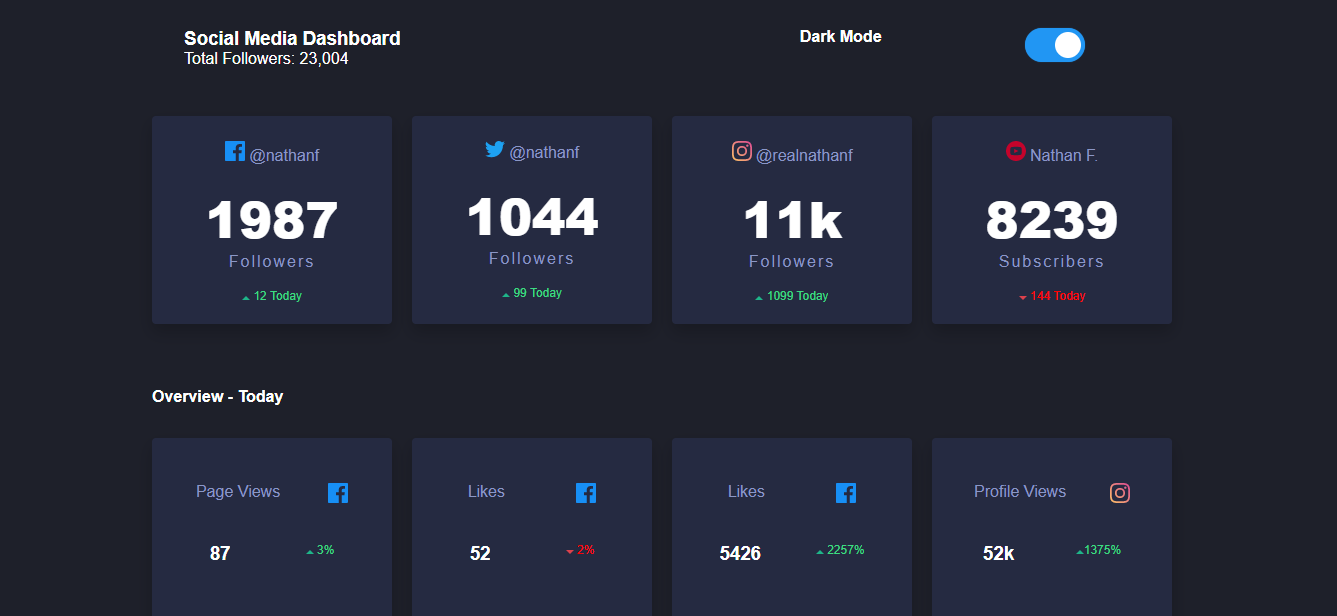 Social Media Dashboard
Total Followers: 23,004
Dark Mode
@nathanf
1987
Followers
12 Today
@nathanf
1044
Followers
99 Today
@realnathanf
11k
Followers
1099 Today
Nathan F.
8239
Subscribers
144 Today
Overview - Today
Page Views
87
3%
Likes
52
2%
Likes
5426
2257%
Profile Views
52k
1375%